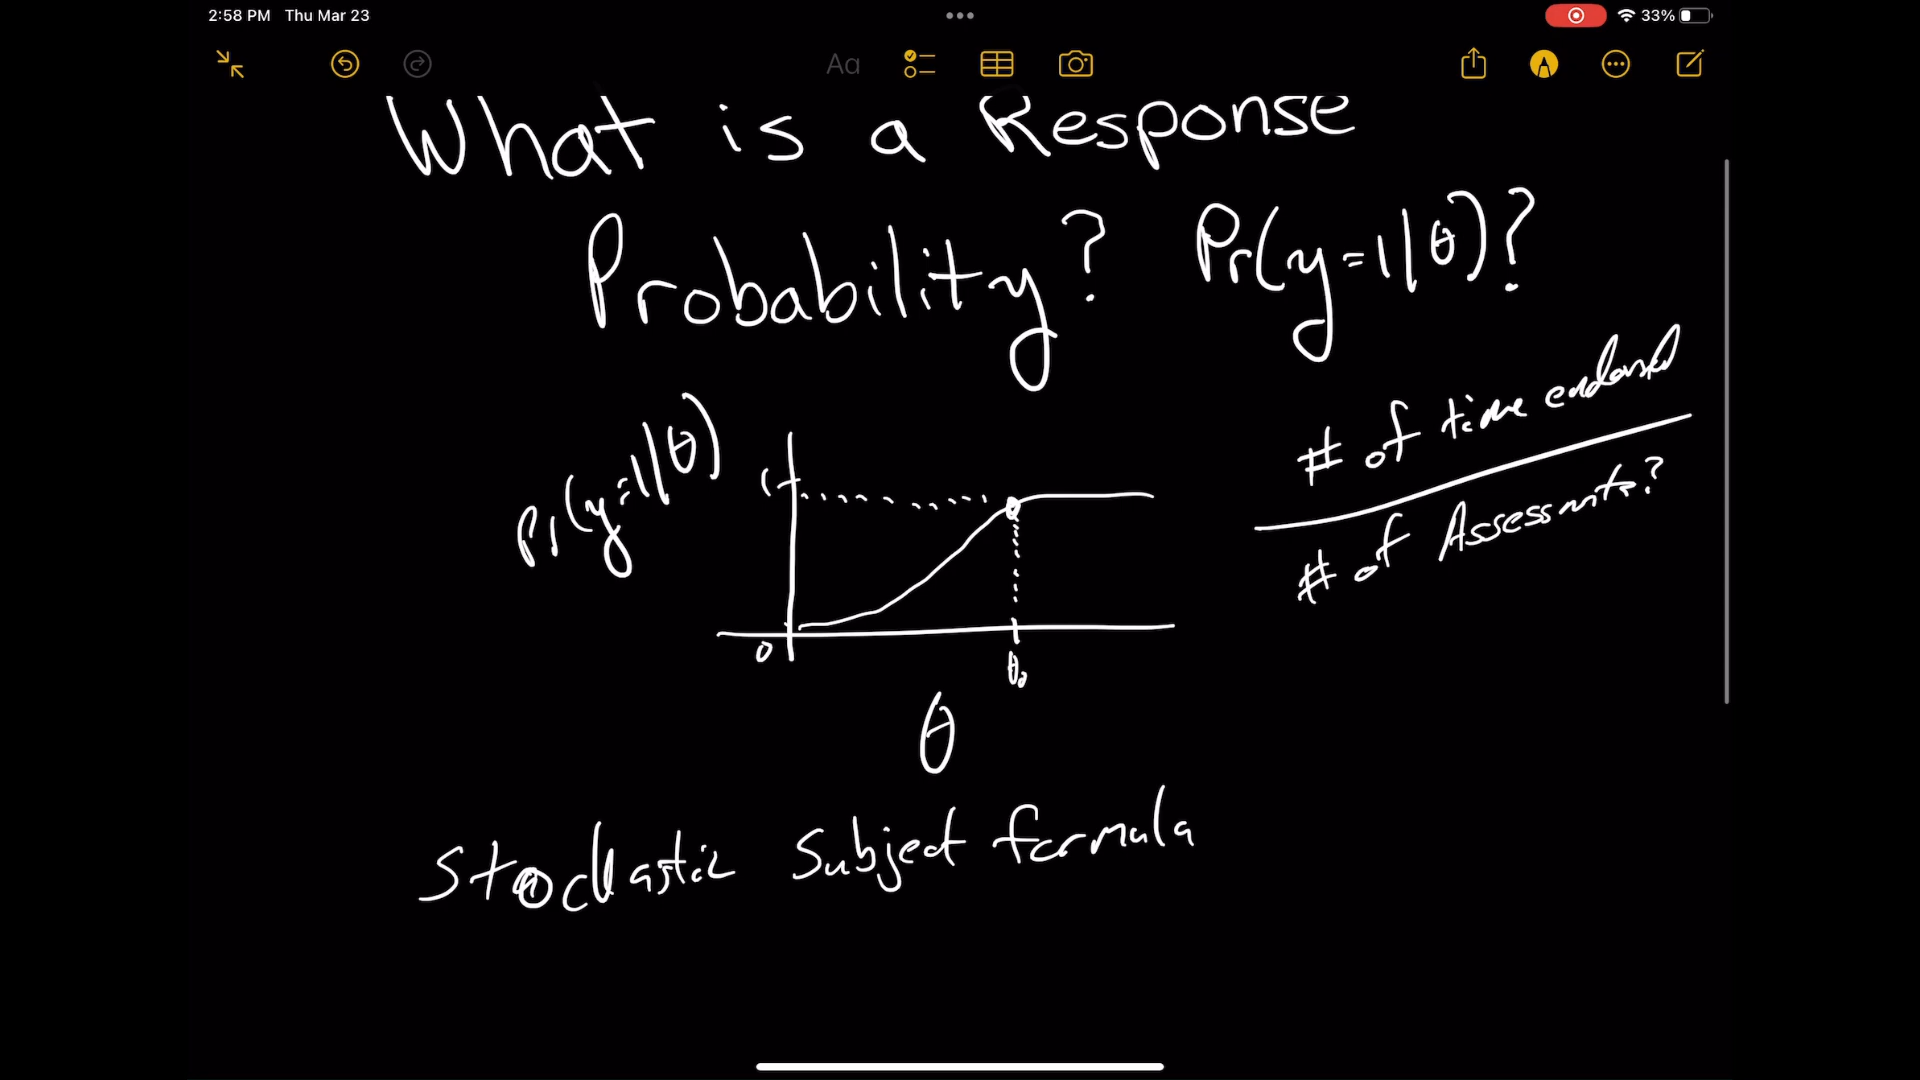 2:58 PM Thu Mar 23
33%
Aa
What is a Response
Probability? Pr(y=1|θ)?
# of time endorsed
# of Assessments?
Pr(y=1|θ)
1
0
θ
Stochastic Subject formula